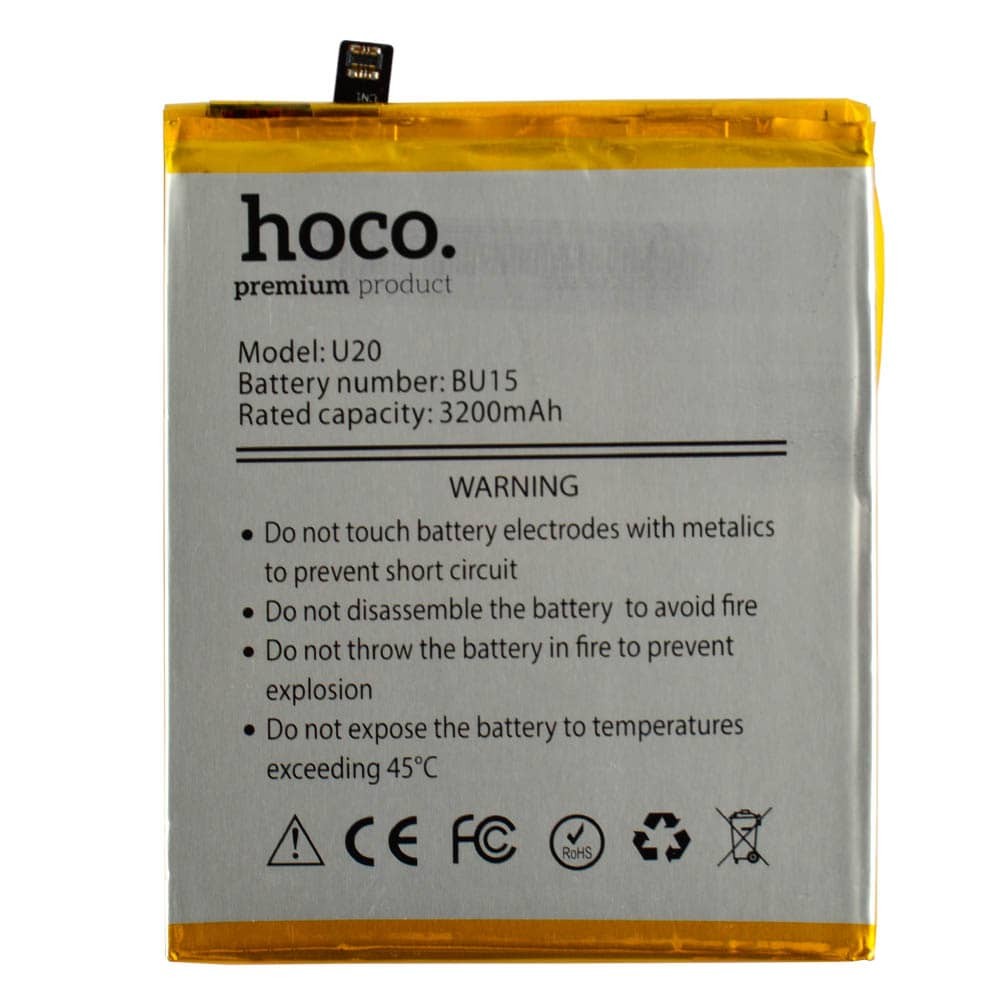 CN1
hoco.
premium product
Model: U20
Battery number: BU15
Rated capacity: 3200mAh
WARNING
• Do not touch battery electrodes with metalics
to prevent short circuit
• Do not disassemble the battery to avoid fire
• Do not throw the battery in fire to prevent
explosion
• Do not expose the battery to temperatures
exceeding 45°C
CE FC RoHS